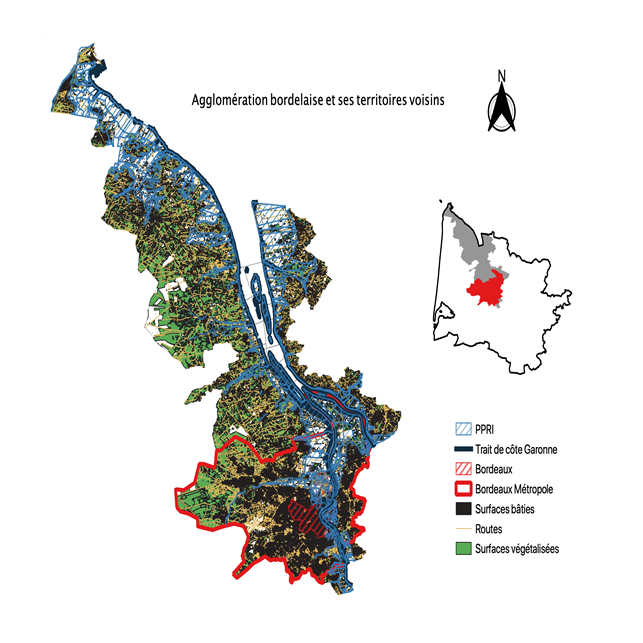 Agglomération bordelaise et ses territoires voisins
N
PPRI
Trait de côte Garonne
Bordeaux
Bordeaux Métropole
Surfaces bâties
Routes
Surfaces végétalisées